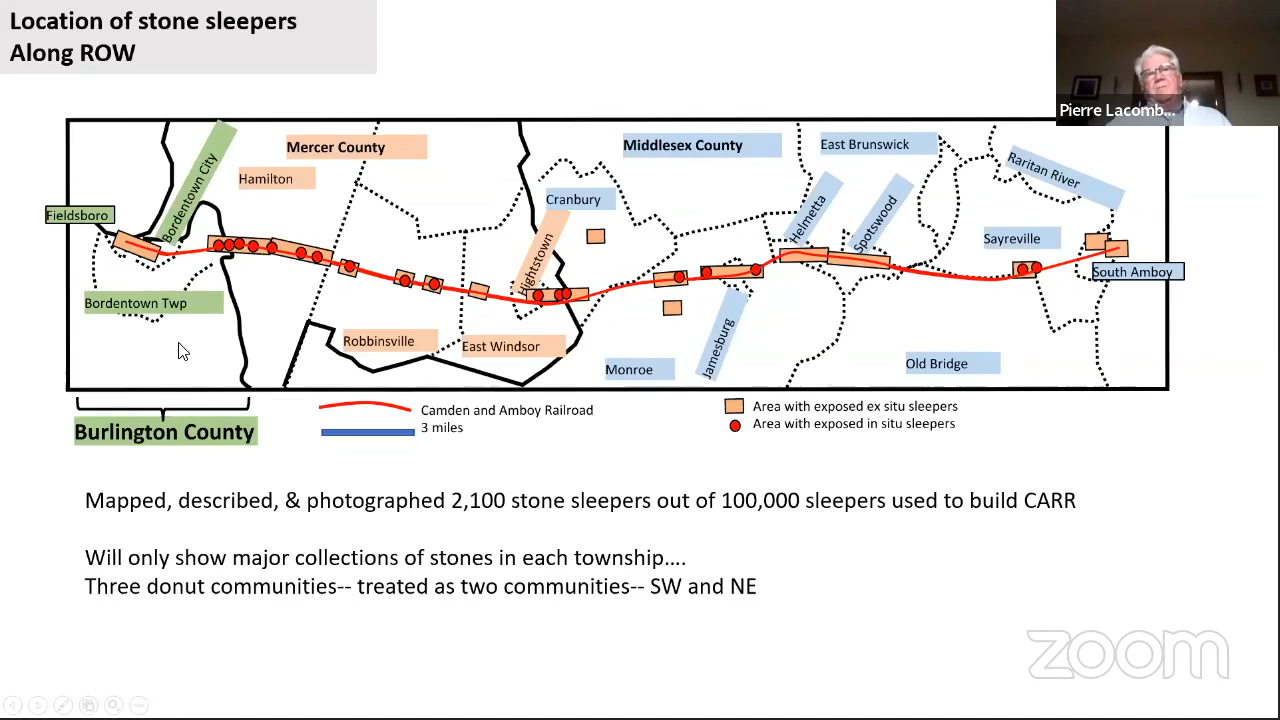 Location of stone sleepers
Along ROW
Pierre Lacomb...
Mercer County
Hamilton
Bordentown City
Fieldsboro
Bordentown Twp
Middlesex County
East Brunswick
Raritan River
Cranbury
Hightstown
Helmetta
Spotswood
Sayreville
South Amboy
Robbinsville
East Windsor
Monroe
Jamesburg
Old Bridge
Burlington County
Camden and Amboy Railroad
3 miles
Area with exposed ex situ sleepers
Area with exposed in situ sleepers
Mapped, described, & photographed 2,100 stone sleepers out of 100,000 sleepers used to build CARR
Will only show major collections of stones in each township....
Three donut communities-- treated as two communities-- SW and NE
zoom